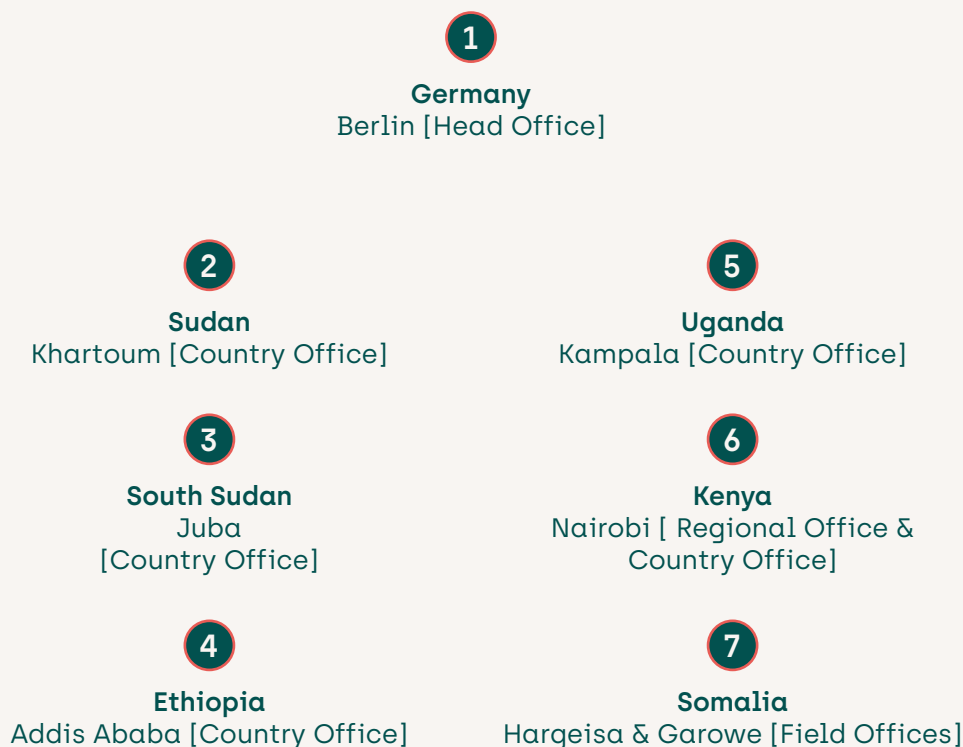 1
Germany
Berlin [Head Office]
2
Sudan
Khartoum [Country Office]
3
South Sudan
Juba
[Country Office]
4
Ethiopia
Addis Ababa [Country Office]
5
Uganda
Kampala [Country Office]
6
Kenya
Nairobi [ Regional Office &
Country Office]
7
Somalia
Hargeisa & Garowe [Field Offices]